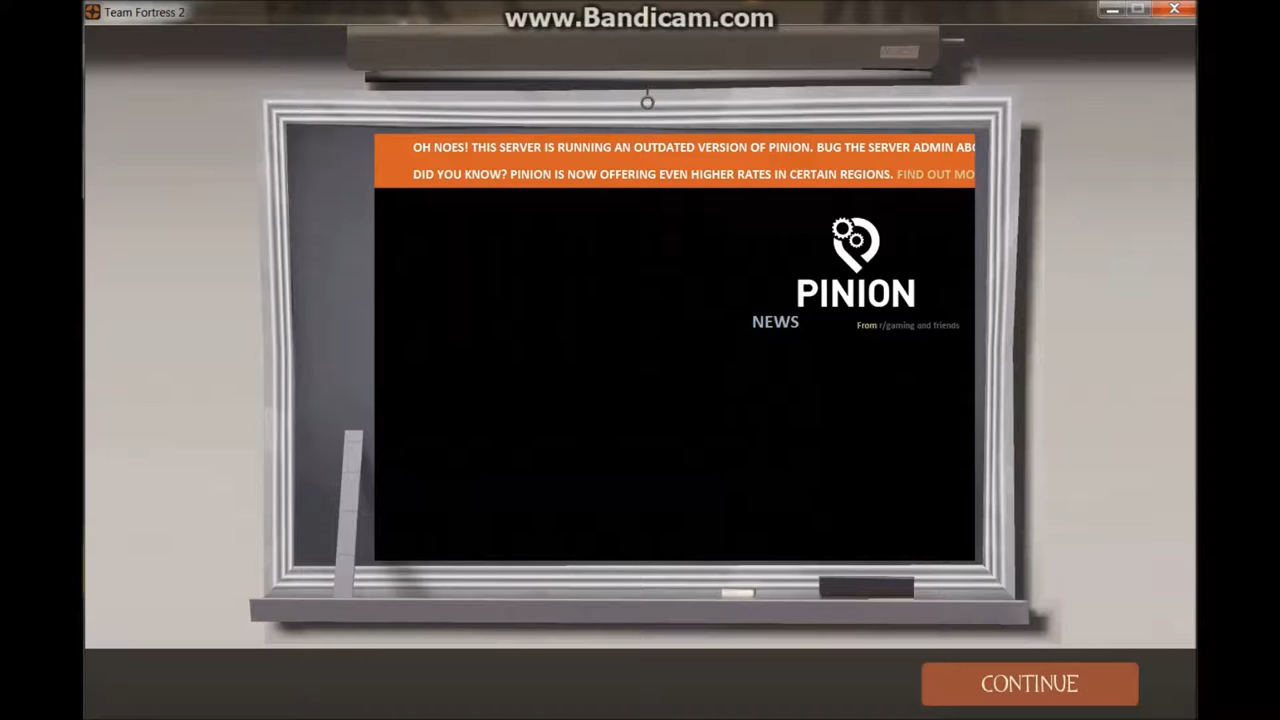 Team Fortress 2
www.Bandicam.com
OH NOES! THIS SERVER IS RUNNING AN OUTDATED VERSION OF PINION. BUG THE SERVER ADMIN
DID YOU KNOW? PINION IS NOW OFFERING EVEN HIGHER RATES IN CERTAIN REGIONS. FIND OUT
PINION
NEWS
From r/gaming and friends
CONTINUE